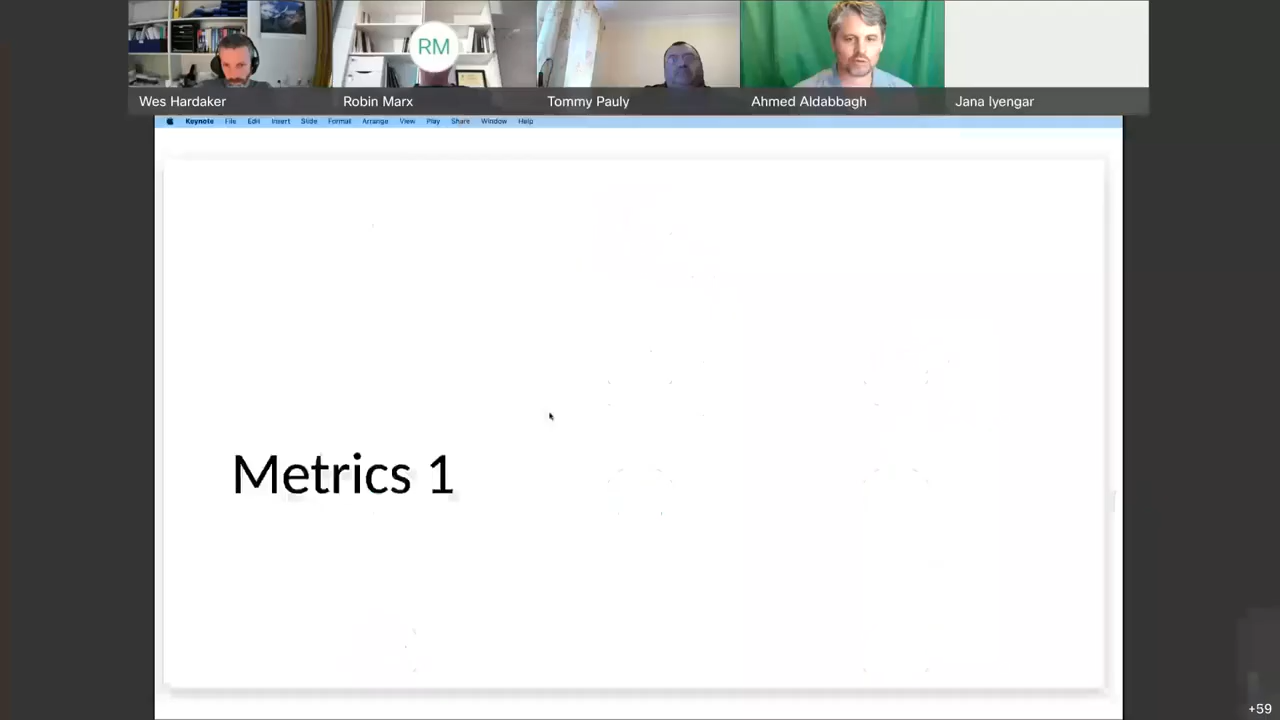 RM
Wes Hardaker
Robin Marx
Tommy Pauly
Ahmed Aldabbagh
Jana Iyengar
Keynote File Edit Insert Slide Format Arrange View Play Share Window Help
Metrics 1
+59